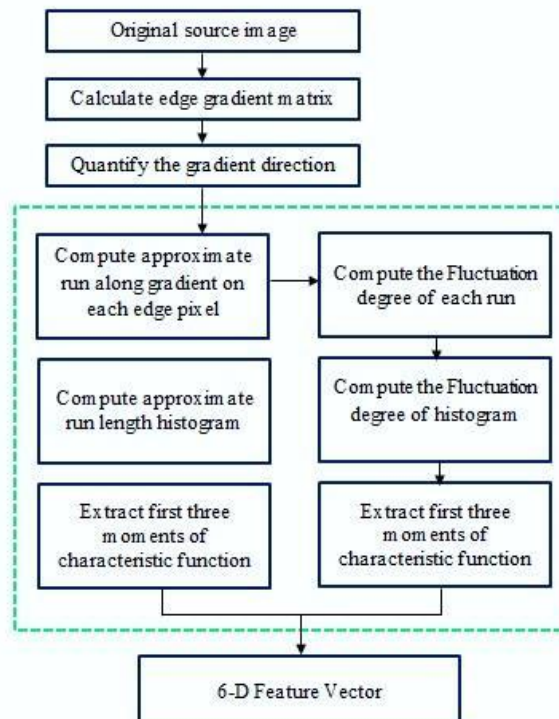 Original source image
Calculate edge gradient matrix
Quantify the gradient direction
Compute approximate
run along gradient on
each edge pixel
Compute the Fluctuation
degree of each run
Compute approximate
run length histogram
Compute the Fluctuation
degree of histogram
Extract first three
moments of
characteristic function
Extract first three
moments of
characteristic function
6-D Feature Vector